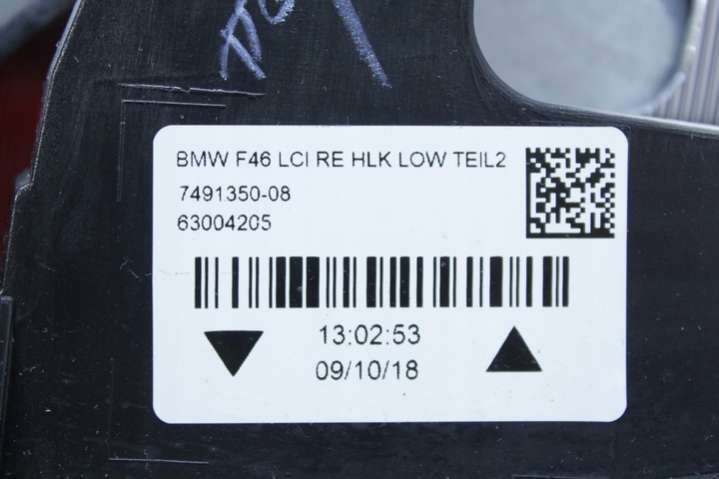 BMW F46 LCI RE HLK LOW TEIL2
7491350-08
63004205
13:02:53
09/10/18